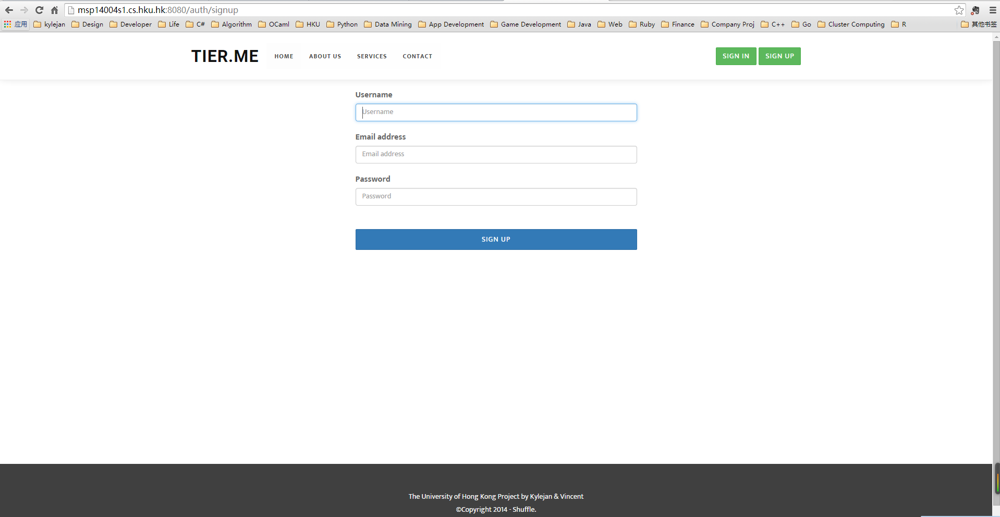 msp14004s1.cs.hku.hk:8080/auth/signup
应用 kylejan Design Developer Life C# Algorithm OCaml HKU Python Data Mining App Development Game Development Java Web Ruby Finance Company Proj C++ Go Cluster Computing R 其他书签
TIER.ME HOME ABOUT US SERVICES CONTACT SIGN IN SIGN UP
Username
Username
Email address
Email address
Password
Password
SIGN UP
The University of Hong Kong Project by Kylejan & Vincent
©Copyright 2014 - Shuffle.